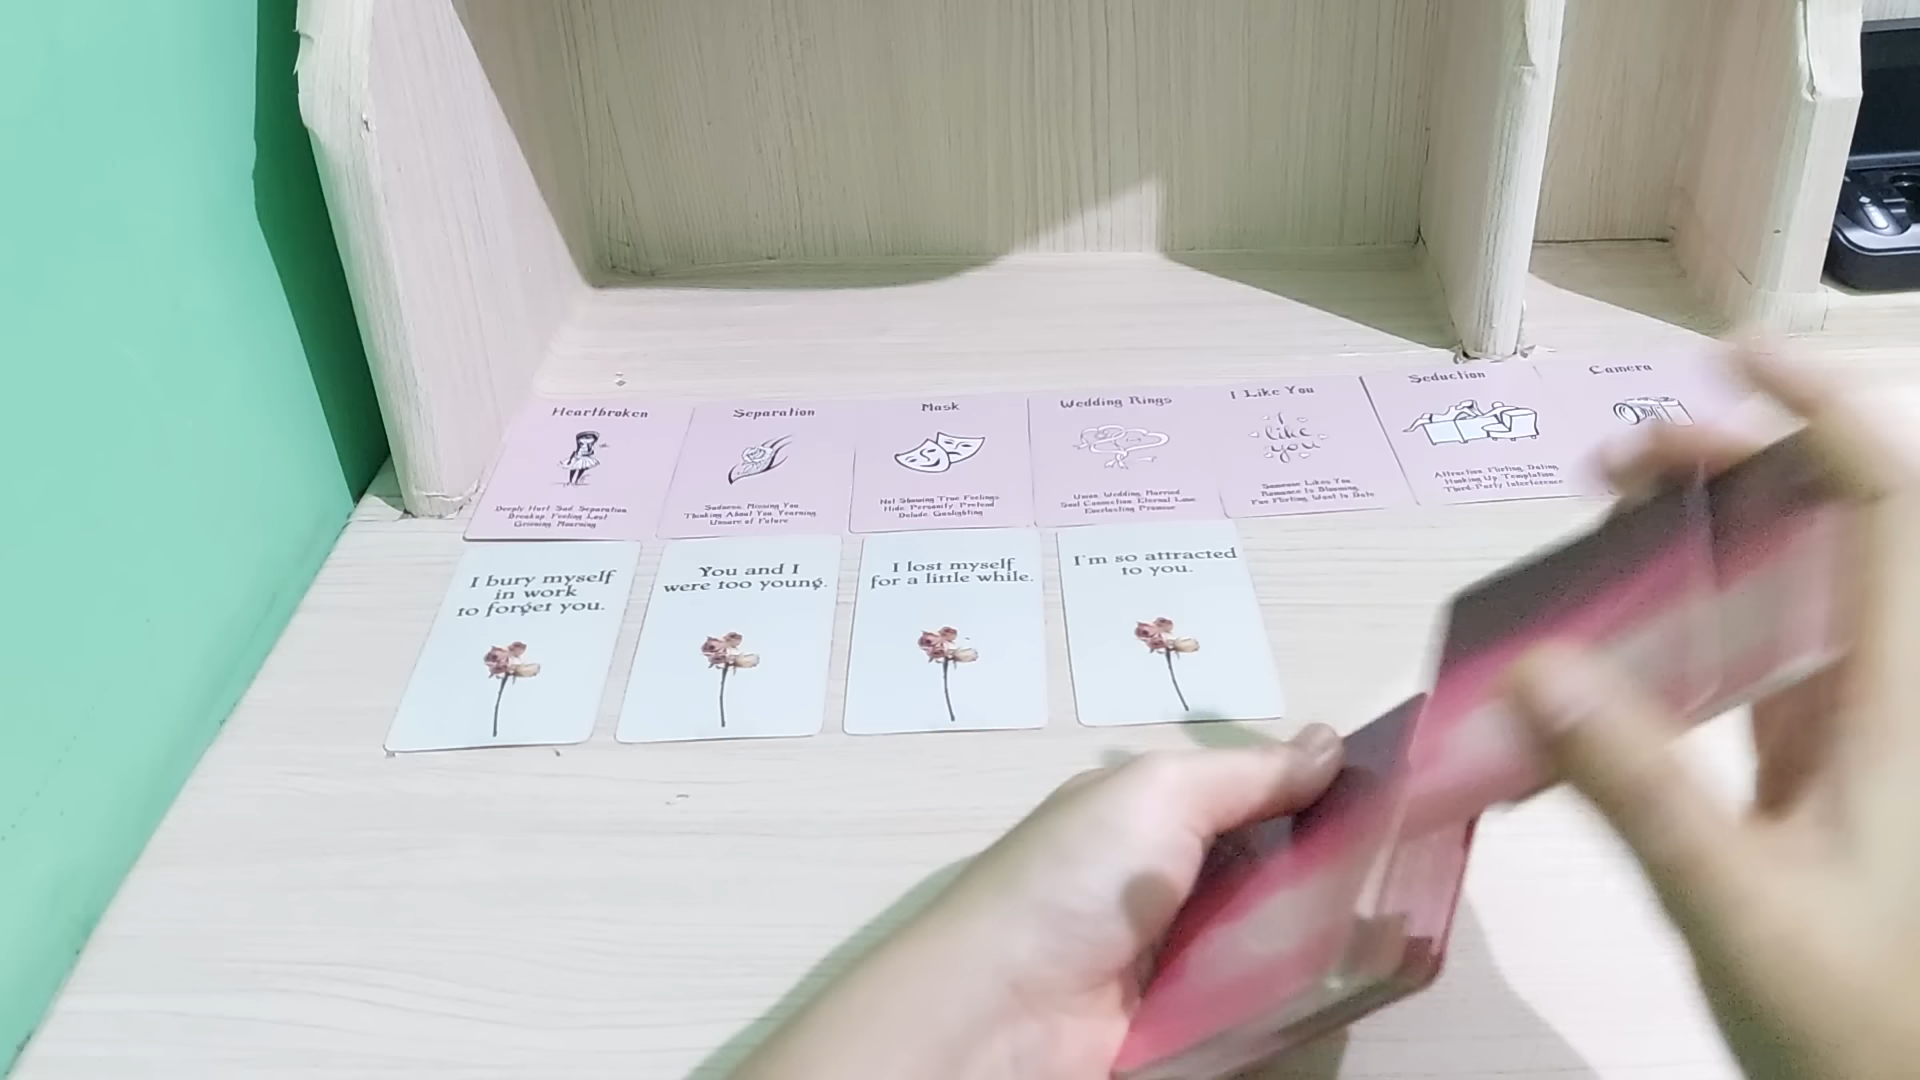 Heartbroken
Deeply Hurt Sad Separation
Breakup Feeling Lost
Grieving Mourning
Separation
Sadness Missing You
Thinking About You Yearning
Unsure of Future
Mask
Not Showing True Feelings
Hide Personality Pretend
Delude Gaslighting
Wedding Rings
Union Wedding Married
Soul Connection Eternal Love
Everlasting Promise
I Like You
I
like
you
Someone Likes You
Romance Is Blooming
Fun Flirting, Want to Date
Seduction
Attraction Flirting Dating
Hooking Up Temptation
Third-Party Interference
Camera
I bury myself
in work
to forget you.
You and I
were too young.
I lost myself
for a little while.
I'm so attracted
to you.